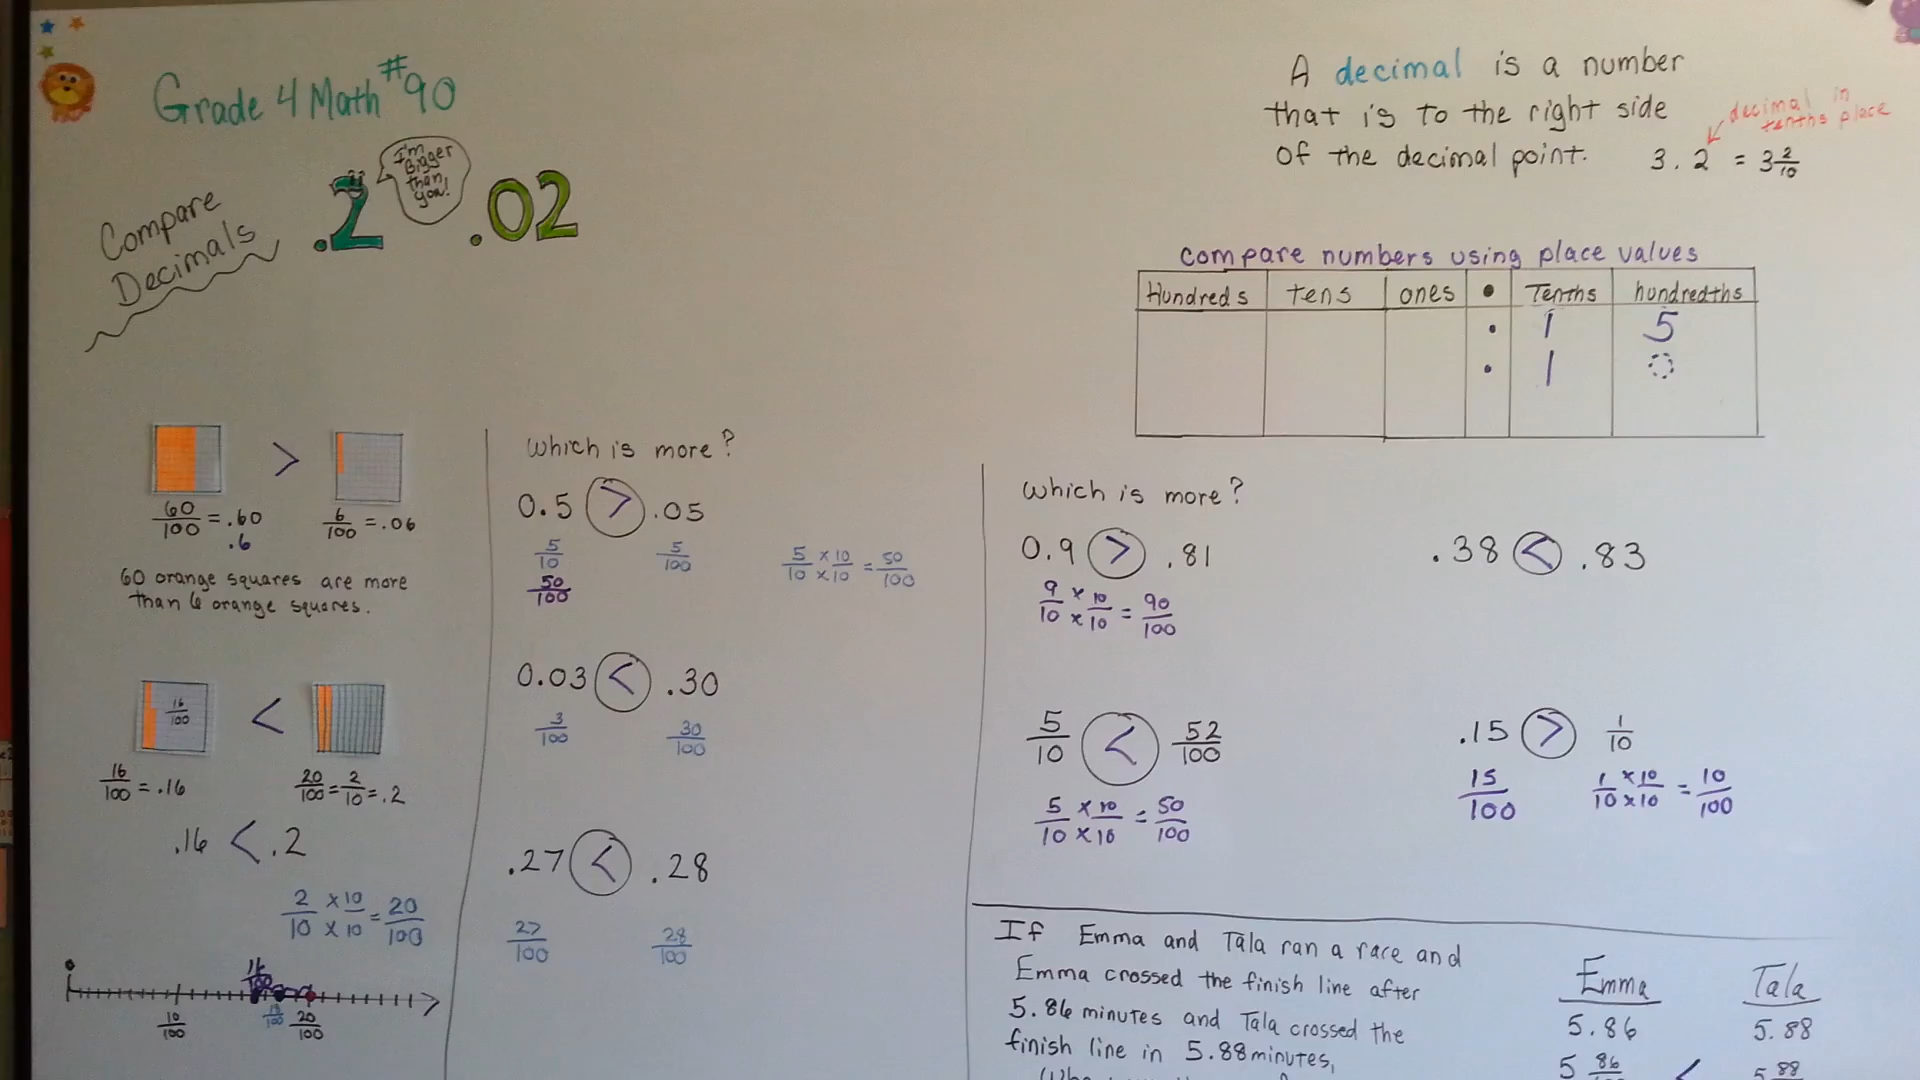 Grade 4 Math #90
Compare
Decimals
.2
I'm
Bigger
than
you!
.02
A decimal is a number
that is to the right side
of the decimal point.
decimal in
tenths place
3.2 = 3 2/10
compare numbers using place values
Hundreds tens ones • Tenths hundredths
. 1 5
. 1 0
>
60/100 = .60
.6
6/100 = .06
60 orange squares are more
than 6 orange squares.
16/100
<
16/100 = .16
20/100 = 2/10 = .2
.16 < .2
2/10 × 10/× 10 = 20/100
0
16/100
10/100
20/100
Which is more?
0.5 > .05
5/10 5/100
50/100
5/10 × 10/× 10 = 50/100
0.03 < .30
3/100 30/100
.27 < .28
27/100 28/100
Which is more?
0.9 > .81
9/10 × 10/× 10 = 90/100
.38 < .83
5/10 < 52/100
5/10 × 10/× 10 = 50/100
.15 > 1/10
15/100 1/10 × 10/× 10 = 10/100
If Emma and Tala ran a race and
Emma crossed the finish line after
5.86 minutes and Tala crossed the
finish line in 5.88 minutes,
Emma Tala
5.86 5.88
5 86 < 5 88